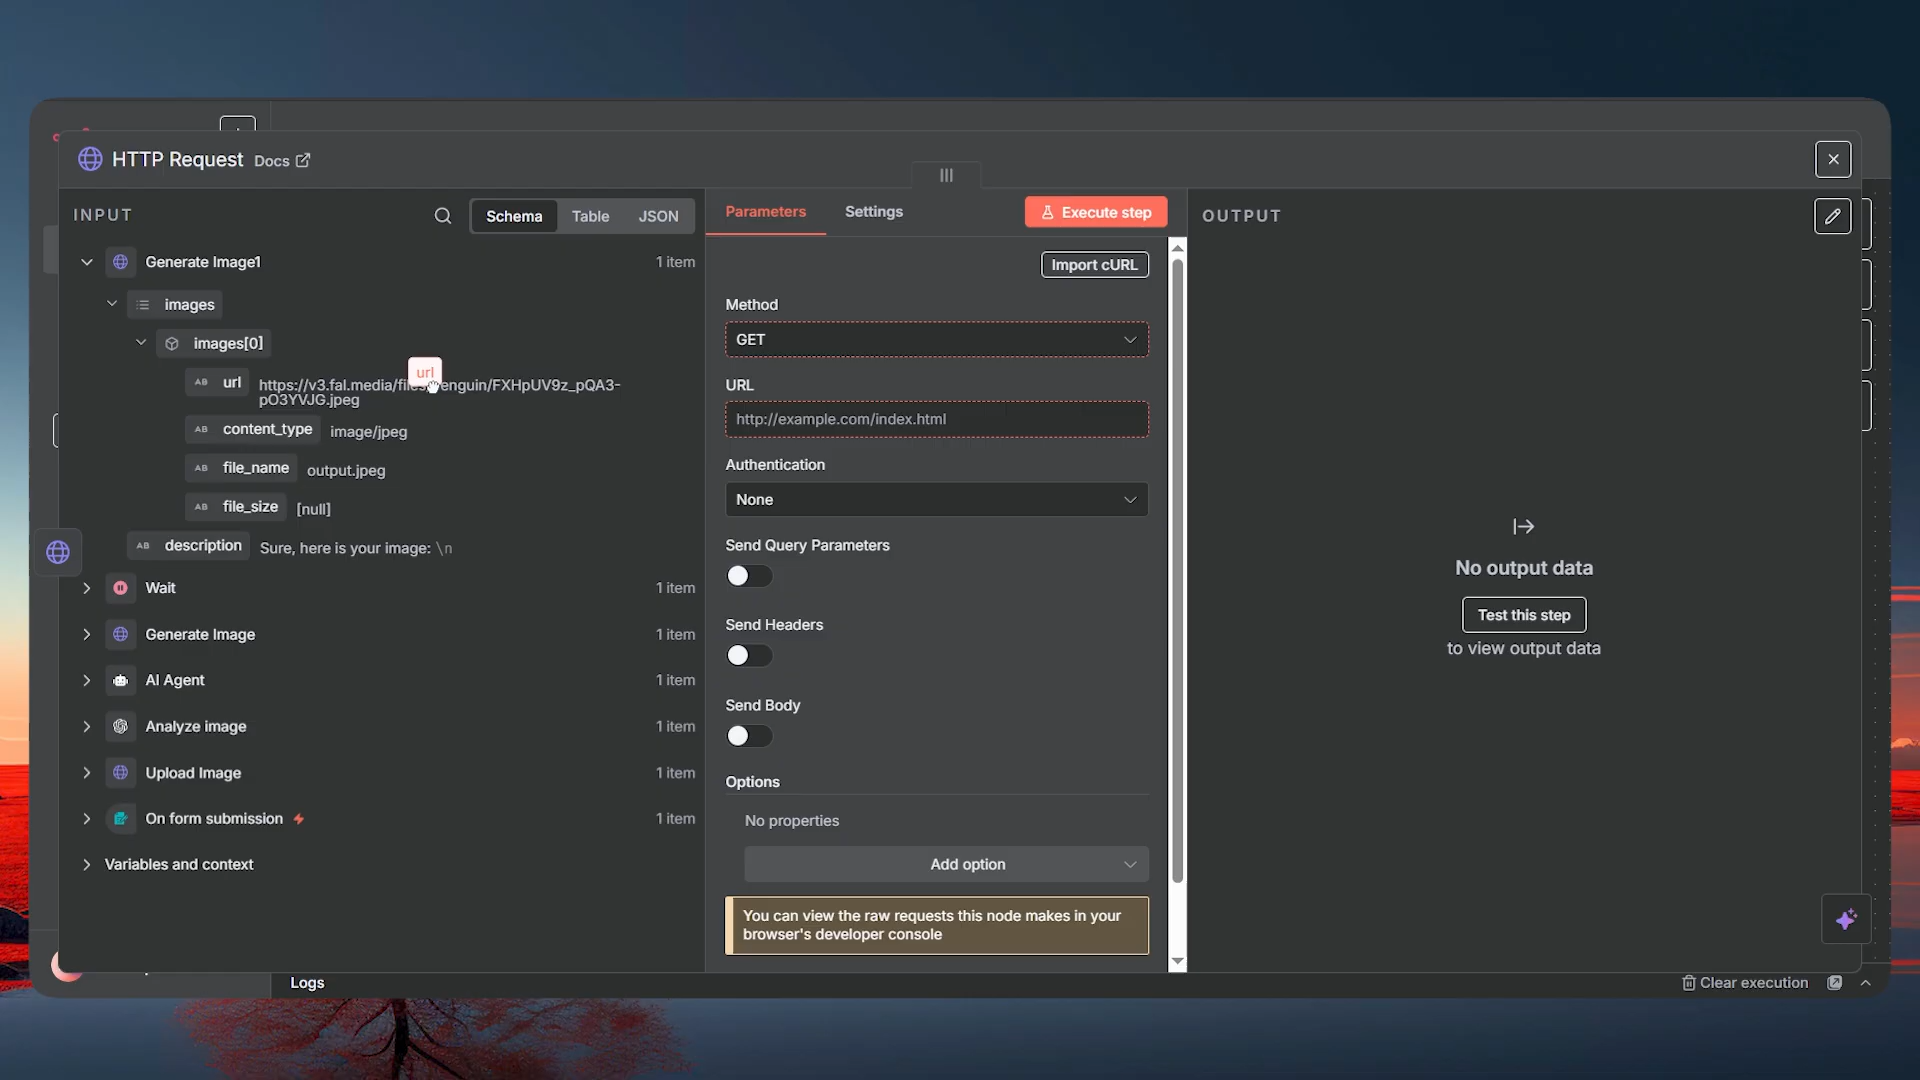 HTTP Request Docs
INPUT
Schema
Table
JSON
Generate Image1
1 item
images
images[0]
AB url https://v3.fal.media/files enguin/FXHpUV9z_pQA3-
pO3YVJG.jpeg
url
AB content_type image/jpeg
AB file_name output.jpeg
AB file_size [null]
AB description Sure, here is your image: \n
Wait
1 item
Generate Image
1 item
AI Agent
1 item
Analyze image
1 item
Upload Image
1 item
On form submission
1 item
Variables and context
Parameters
Settings
Execute step
Import cURL
Method
GET
URL
http://example.com/index.html
Authentication
None
Send Query Parameters
Send Headers
Send Body
Options
No properties
Add option
You can view the raw requests this node makes in your
browser's developer console
OUTPUT
No output data
Test this step
to view output data
Logs
Clear execution